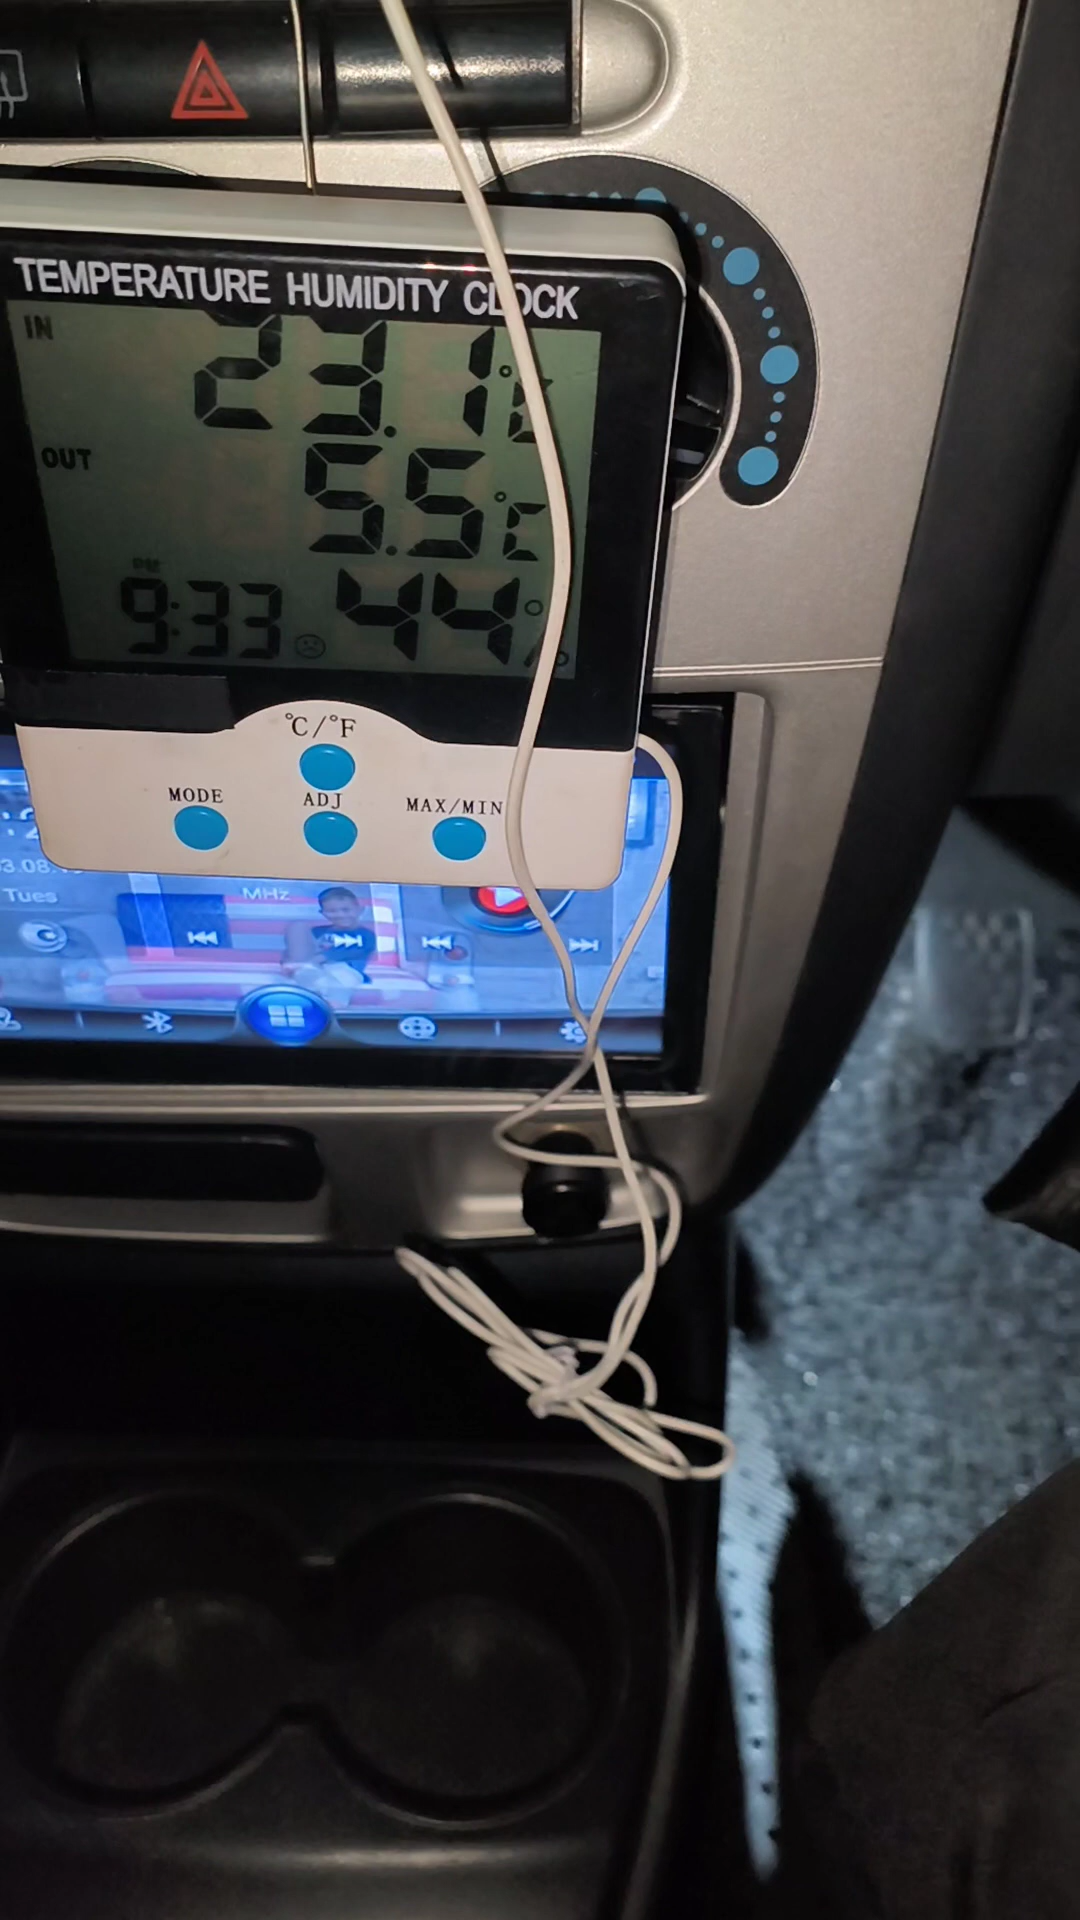 TEMPERATURE HUMIDITY CLOCK
IN
23.1°C
OUT
5.5°C
PM
9:33
44%
°C/°F
MODE
ADJ
MAX/MIN
Tues
MHz